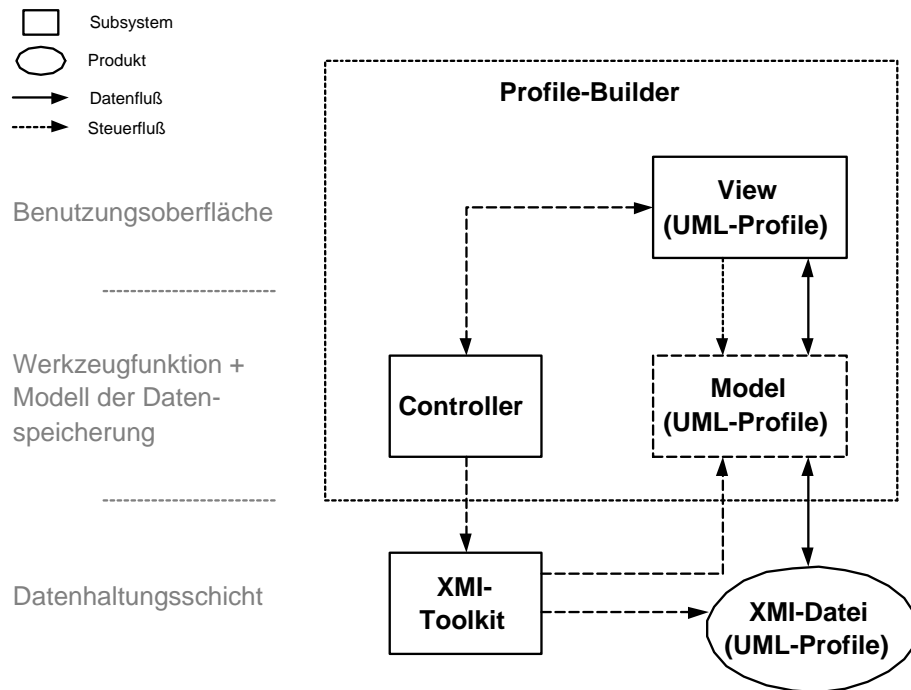 Subsystem
Produkt
Datenfluß
Steuerfluß
Profile-Builder
Benutzungsoberfläche
View
(UML-Profile)
Werkzeugfunktion +
Modell der Daten-
speicherung
Controller
Model
(UML-Profile)
Datenhaltungsschicht
XMI-
Toolkit
XMI-Datei
(UML-Profile)